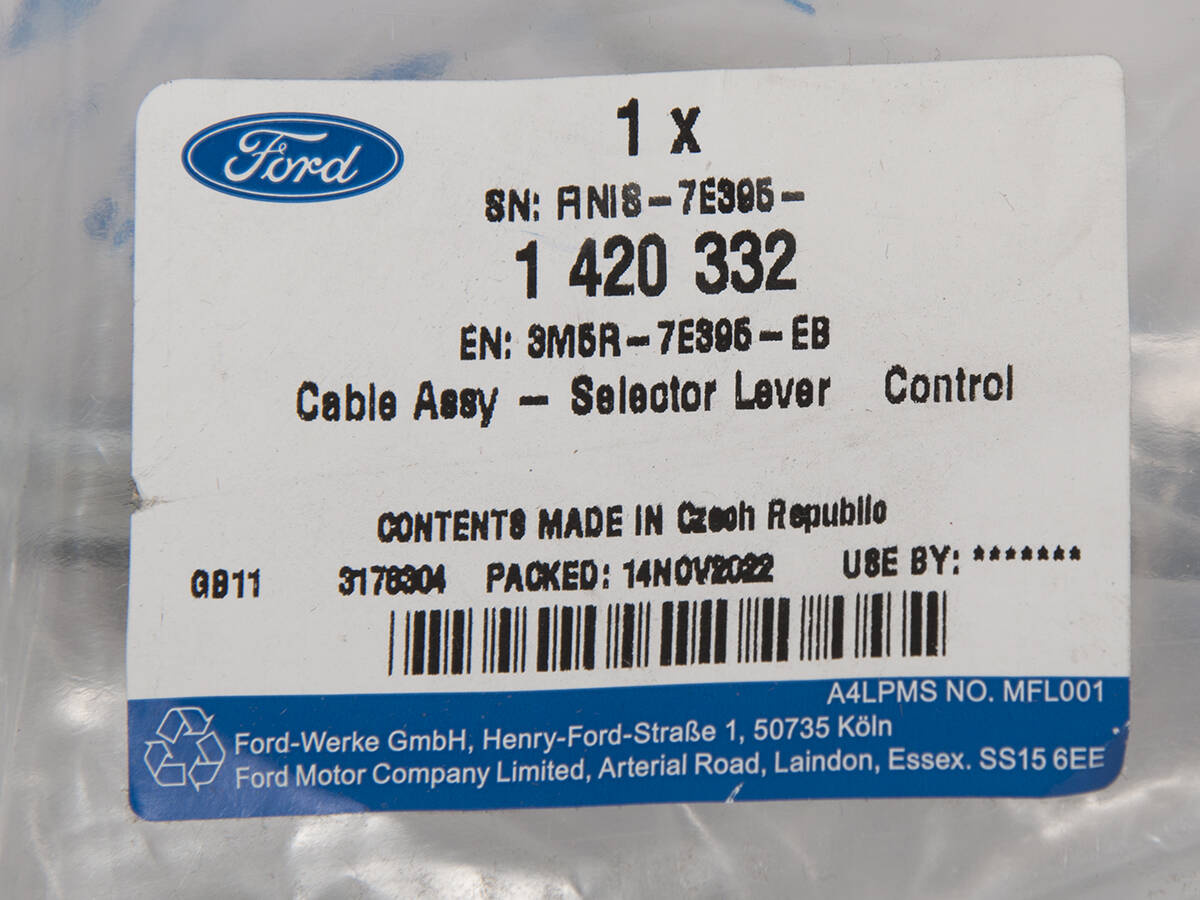 Ford
1 x
SN: FINIS-7E395-
1 420 332
EN: 3M5R-7E395-EB
Cable Assy - Selector Lever Control
CONTENTS MADE IN Czech Republic
GB11 3178304 PACKED: 14NOV2022 USE BY: *******
A4LPMS NO. MFL001
Ford-Werke GmbH, Henry-Ford-Straße 1, 50735 Köln
Ford Motor Company Limited, Arterial Road, Laindon, Essex. SS15 6EE